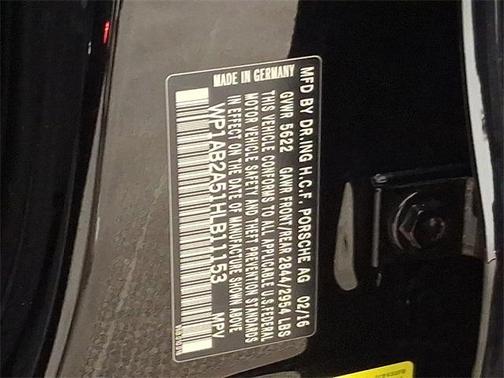 MFD BY DR.ING H.C.F. PORSCHE AG 02/16
GVWR 5622 GAWR FRONT/REAR 2844/2954 LBS
THIS VEHICLE CONFORMS TO ALL APPLICABLE U.S. FEDERAL
MOTOR VEHICLE SAFETY AND THEFT PREVENTION STANDARDS
IN EFFECT ON THE DATE OF MANUFACTURE SHOWN ABOVE
WP1AB2A51HLB11153 MPV
MADE IN GERMANY